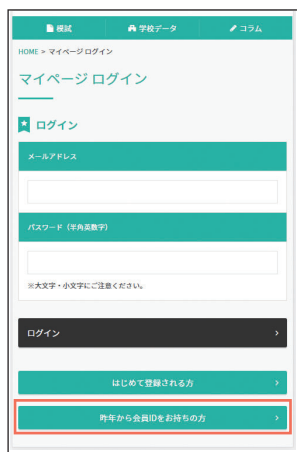 模試 学校データ コラム
HOME > マイページログイン
マイページ ログイン
ログイン
メールアドレス
パスワード（半角英数字）
※大文字・小文字にご注意ください。
ログイン
はじめて登録される方
昨年から会員IDをお持ちの方